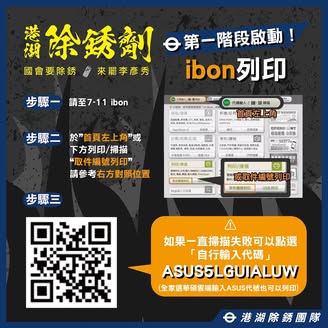 港湖
除銹劑
國會要除銹
來罷李彥秀
第一階段啟動！
ibon列印
步驟一
請至7-11 ibon
步驟二
於"首頁左上角"或
下方列印/掃描
"取件編號列印"
請參考右方對照位置
首頁左上角
或取件編號列印
步驟三
如果一直掃描失敗可以點選
「自行輸入代碼」
ASUS5LGUIALUW
(全家選華碩雲端輸入ASUS代號也可以列印)
港湖除銹團隊